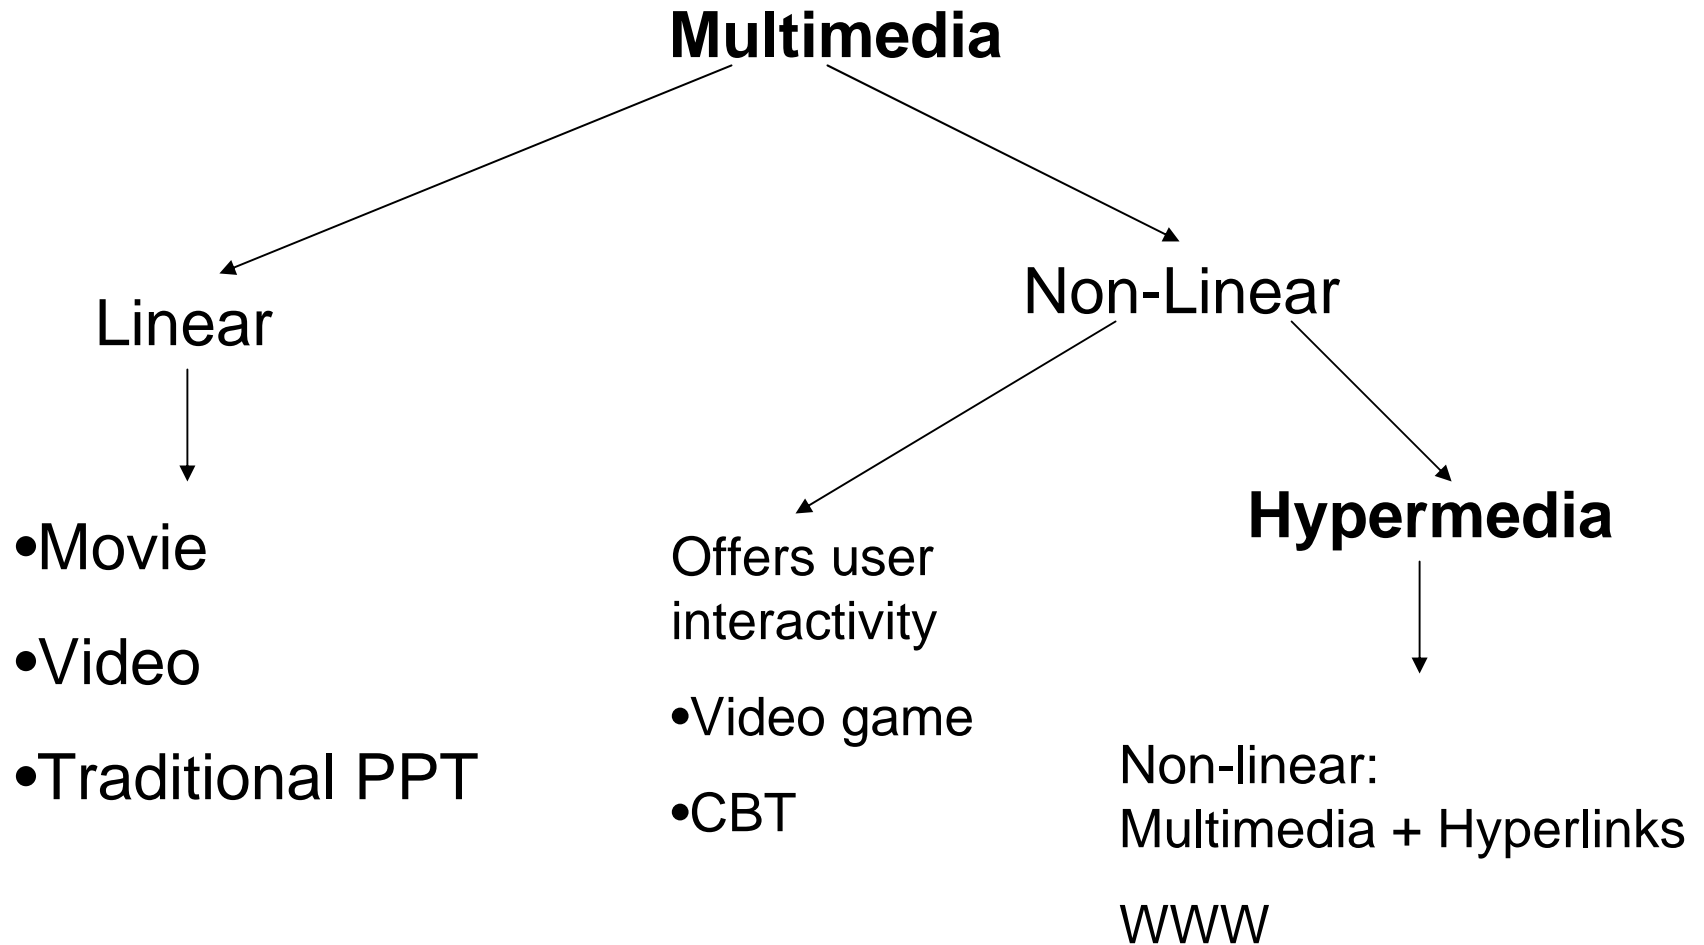 Multimedia
Linear
Non-Linear
•Movie
•Video
•Traditional PPT
Offers user
interactivity
•Video game
•CBT
Hypermedia
Non-linear:
Multimedia + Hyperlinks
WWW